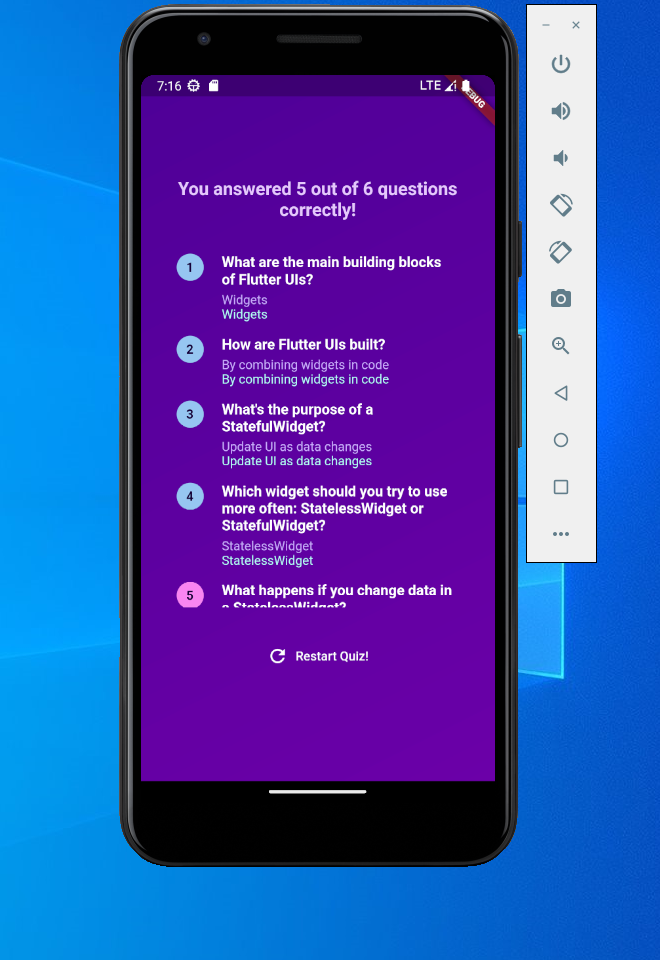 7:16
LTE
DEBUG
You answered 5 out of 6 questions
correctly!
1
What are the main building blocks
of Flutter UIs?
Widgets
Widgets
2
How are Flutter UIs built?
By combining widgets in code
By combining widgets in code
3
What's the purpose of a
StatefulWidget?
Update UI as data changes
Update UI as data changes
4
Which widget should you try to use
more often: StatelessWidget or
StatefulWidget?
StatelessWidget
StatelessWidget
5
What happens if you change data in
a StatelessWidget?
Restart Quiz!